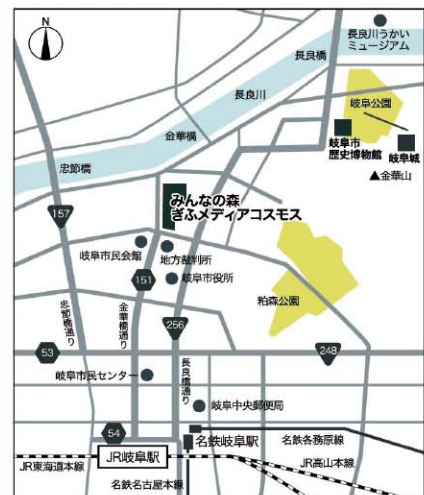 N
長良川うかい
ミュージアム
長良橋
長良川
岐阜公園
金華橋
岐阜市
歴史博物館
岐阜城
▲金華山
忠節橋
みんなの森
ぎふメディアコスモス
157
岐阜市民会館
地方裁判所
151
岐阜市役所
粕森公園
忠節橋通り
金華橋通り
256
長良橋通り
53
248
岐阜市民センター
岐阜中央郵便局
54
名鉄岐阜駅
名鉄各務原線
JR岐阜駅
JR東海道本線
JR高山本線
名鉄名古屋本線